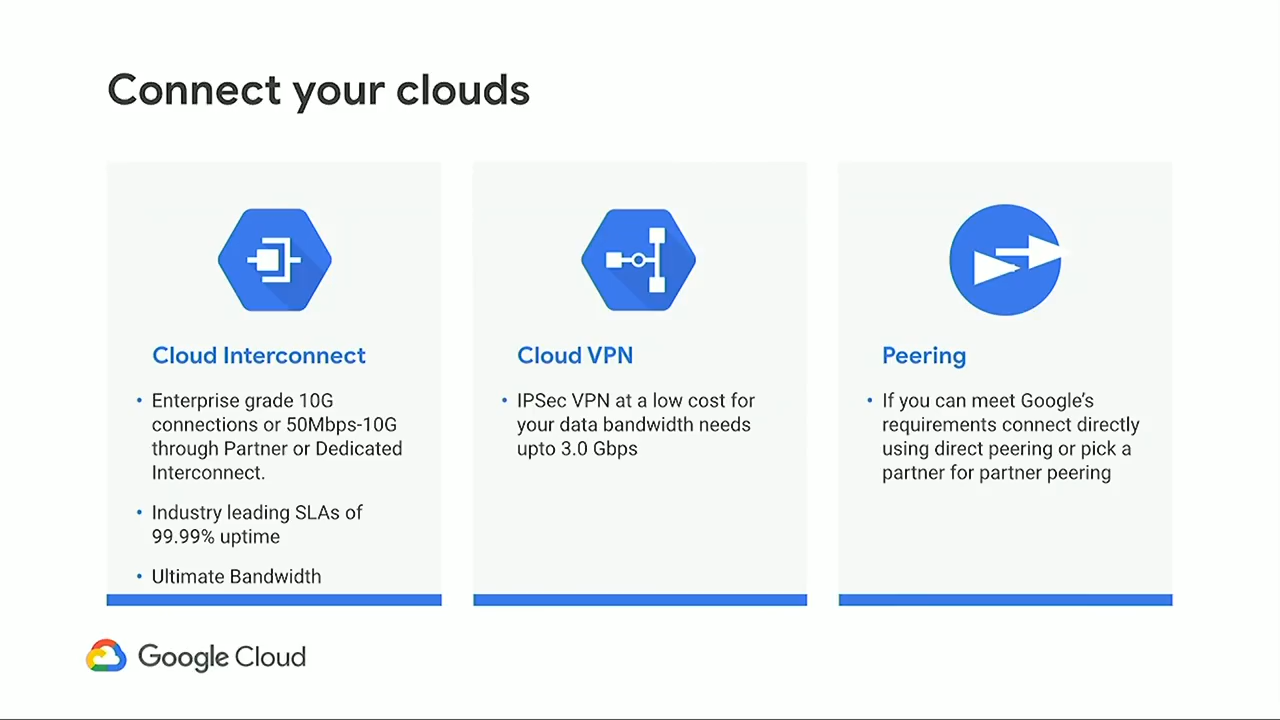 Connect your clouds
Cloud Interconnect
• Enterprise grade 10G
connections or 50Mbps-10G
through Partner or Dedicated
Interconnect.
• Industry leading SLAs of
99.99% uptime
• Ultimate Bandwidth
Cloud VPN
• IPSec VPN at a low cost for
your data bandwidth needs
upto 3.0 Gbps
Peering
• If you can meet Google’s
requirements connect directly
using direct peering or pick a
partner for partner peering
Google Cloud